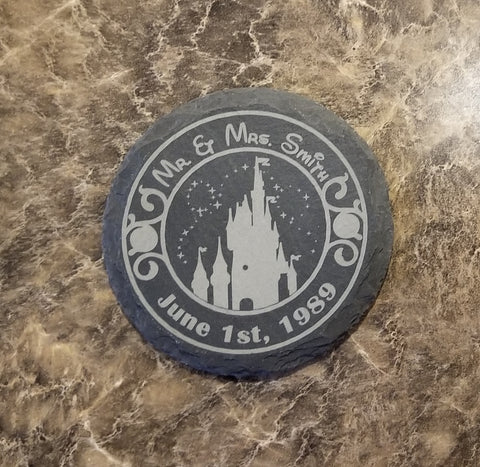 Mr & Mrs. Smith
June 1st, 1989